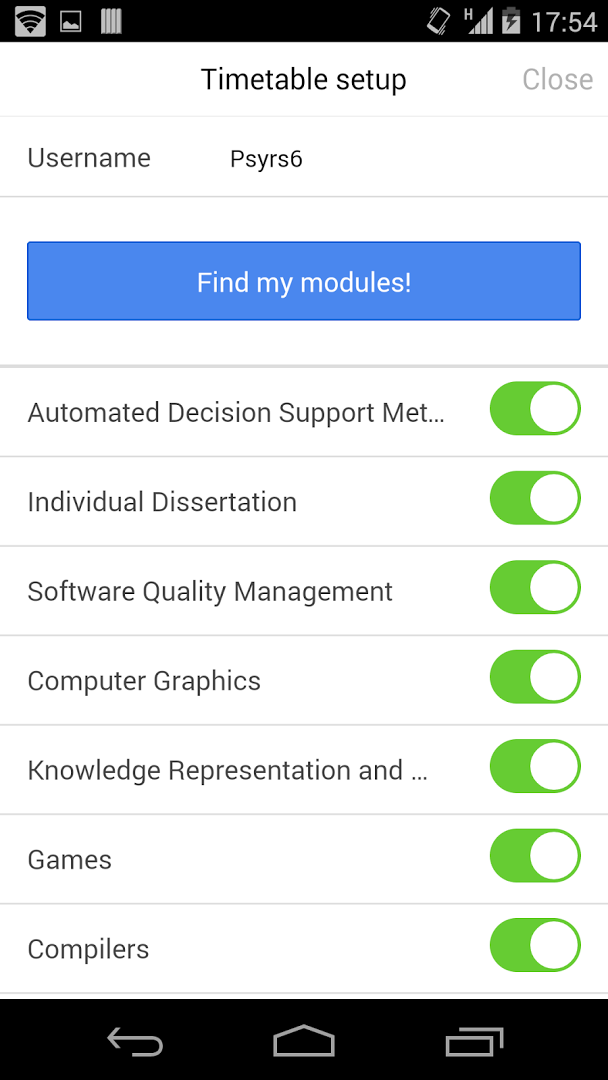 H 17:54
Timetable setup Close
Username Psyrs6
Find my modules!
Automated Decision Support Met...
Individual Dissertation
Software Quality Management
Computer Graphics
Knowledge Representation and ...
Games
Compilers